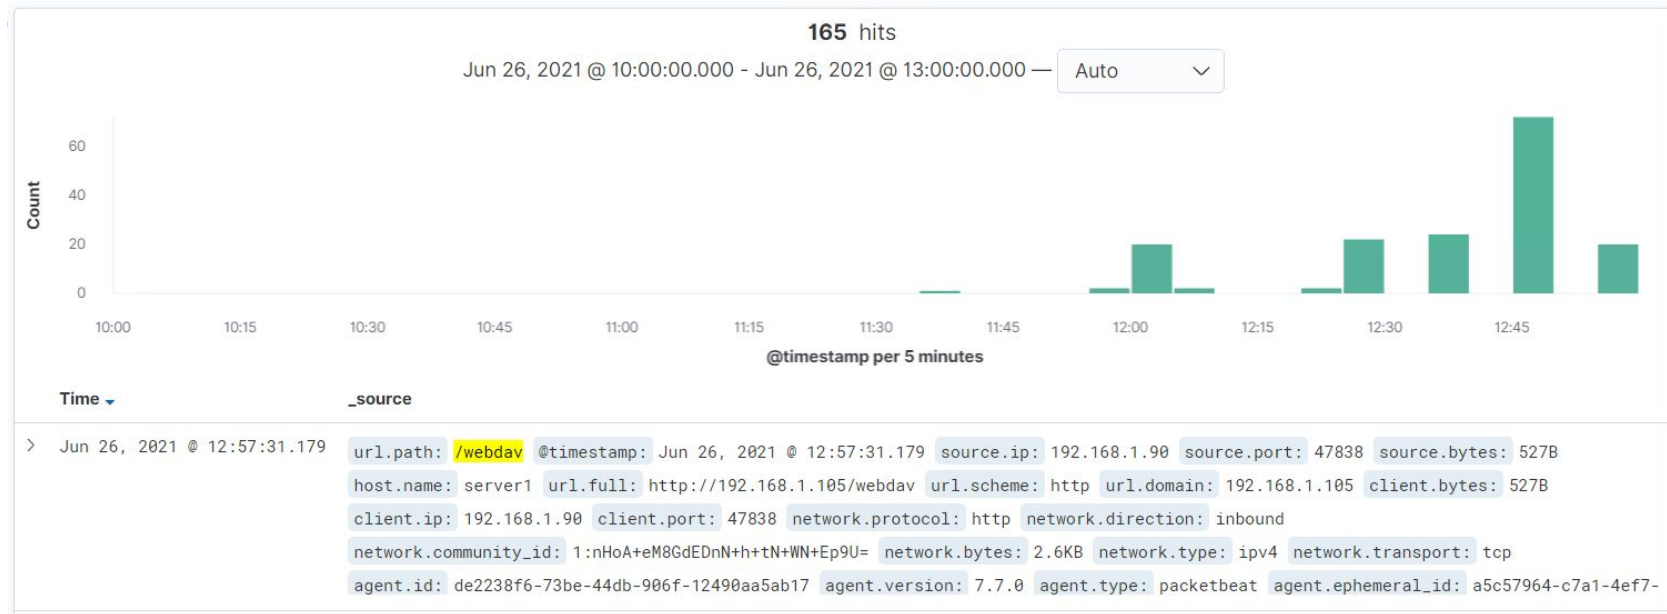 165 hits
Jun 26, 2021 @ 10:00:00.000 - Jun 26, 2021 @ 13:00:00.000 — Auto
60
40
20
0
Count
10:00 10:15 10:30 10:45 11:00 11:15 11:30 11:45 12:00 12:15 12:30 12:45
@timestamp per 5 minutes
Time _source
Jun 26, 2021 @ 12:57:31.179 url.path: /webdav @timestamp: Jun 26, 2021 @ 12:57:31.179 source.ip: 192.168.1.90 source.port: 47838 source.bytes: 527B
host.name: server1 url.full: http://192.168.1.105/webdav url.scheme: http url.domain: 192.168.1.105 client.bytes: 527B
client.ip: 192.168.1.90 client.port: 47838 network.protocol: http network.direction: inbound
network.community_id: 1:nHoA+eM8GdEDnN+h+tN+WN+Ep9U= network.bytes: 2.6KB network.type: ipv4 network.transport: tcp
agent.id: de2238f6-73be-44db-906f-12490aa5ab17 agent.version: 7.7.0 agent.type: packetbeat agent.ephemeral_id: a5c57964-c7a1-4ef7-